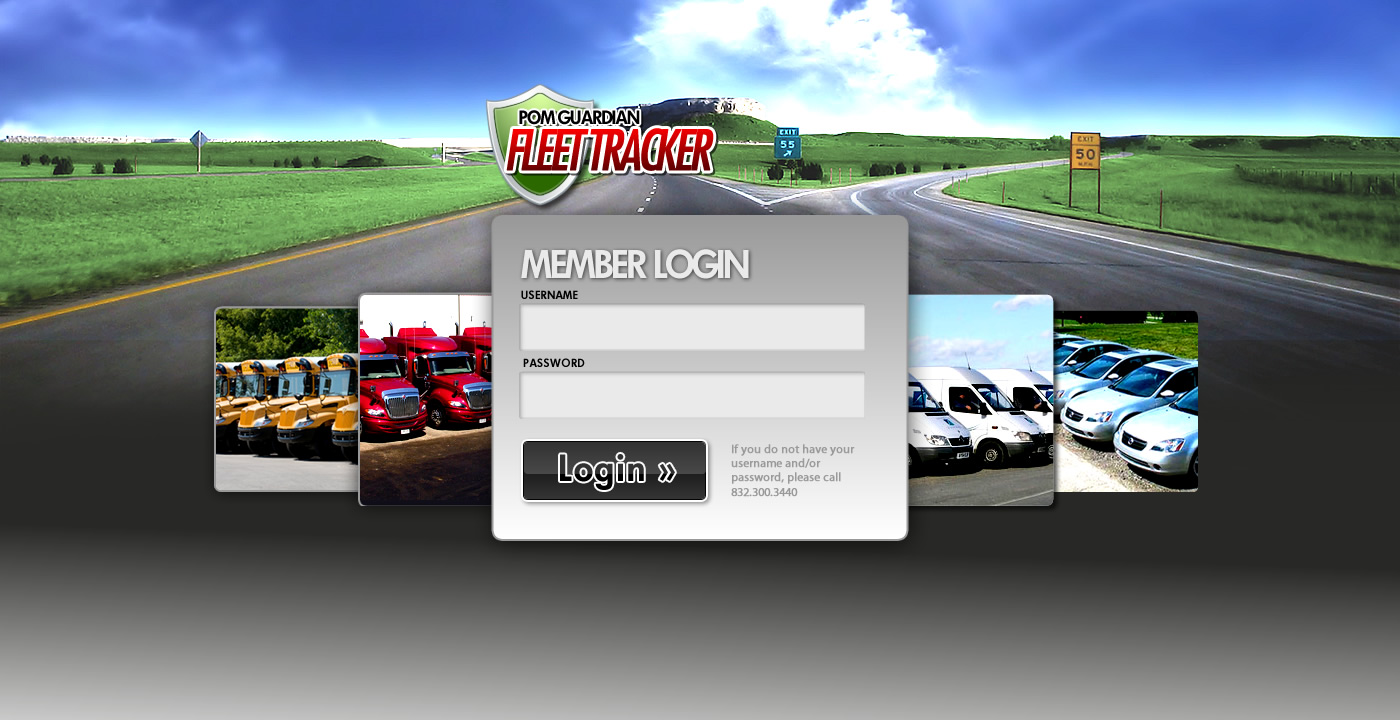 POM GUARDIAN
FLEET TRACKER
EXIT
55
EXIT
50
MEMBER LOGIN
USERNAME
PASSWORD
Login »
If you do not have your
username and/or
password, please call
832.300.3440